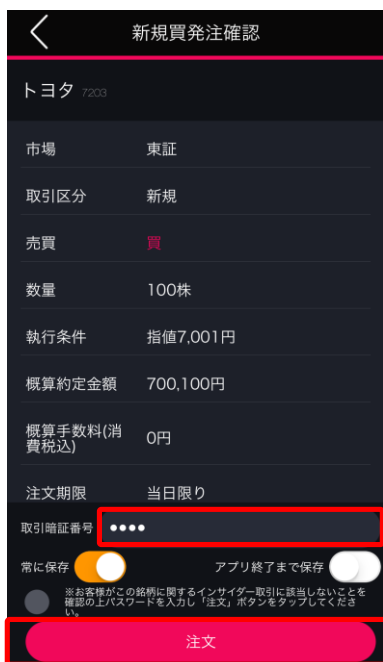 新規買発注確認
トヨタ 7203
市場 東証
取引区分 新規
売買 買
数量 100株
執行条件 指値7,001円
概算約定金額 700,100円
概算手数料(消
費税込) 0円
注文期限 当日限り
取引暗証番号 ●●●●
常に保存 アプリ終了まで保存
※お客様がこの銘柄に関するインサイダー取引に該当しないことを
確認の上パスワードを入力し「注文」ボタンをタップしてくださ
い。
注文